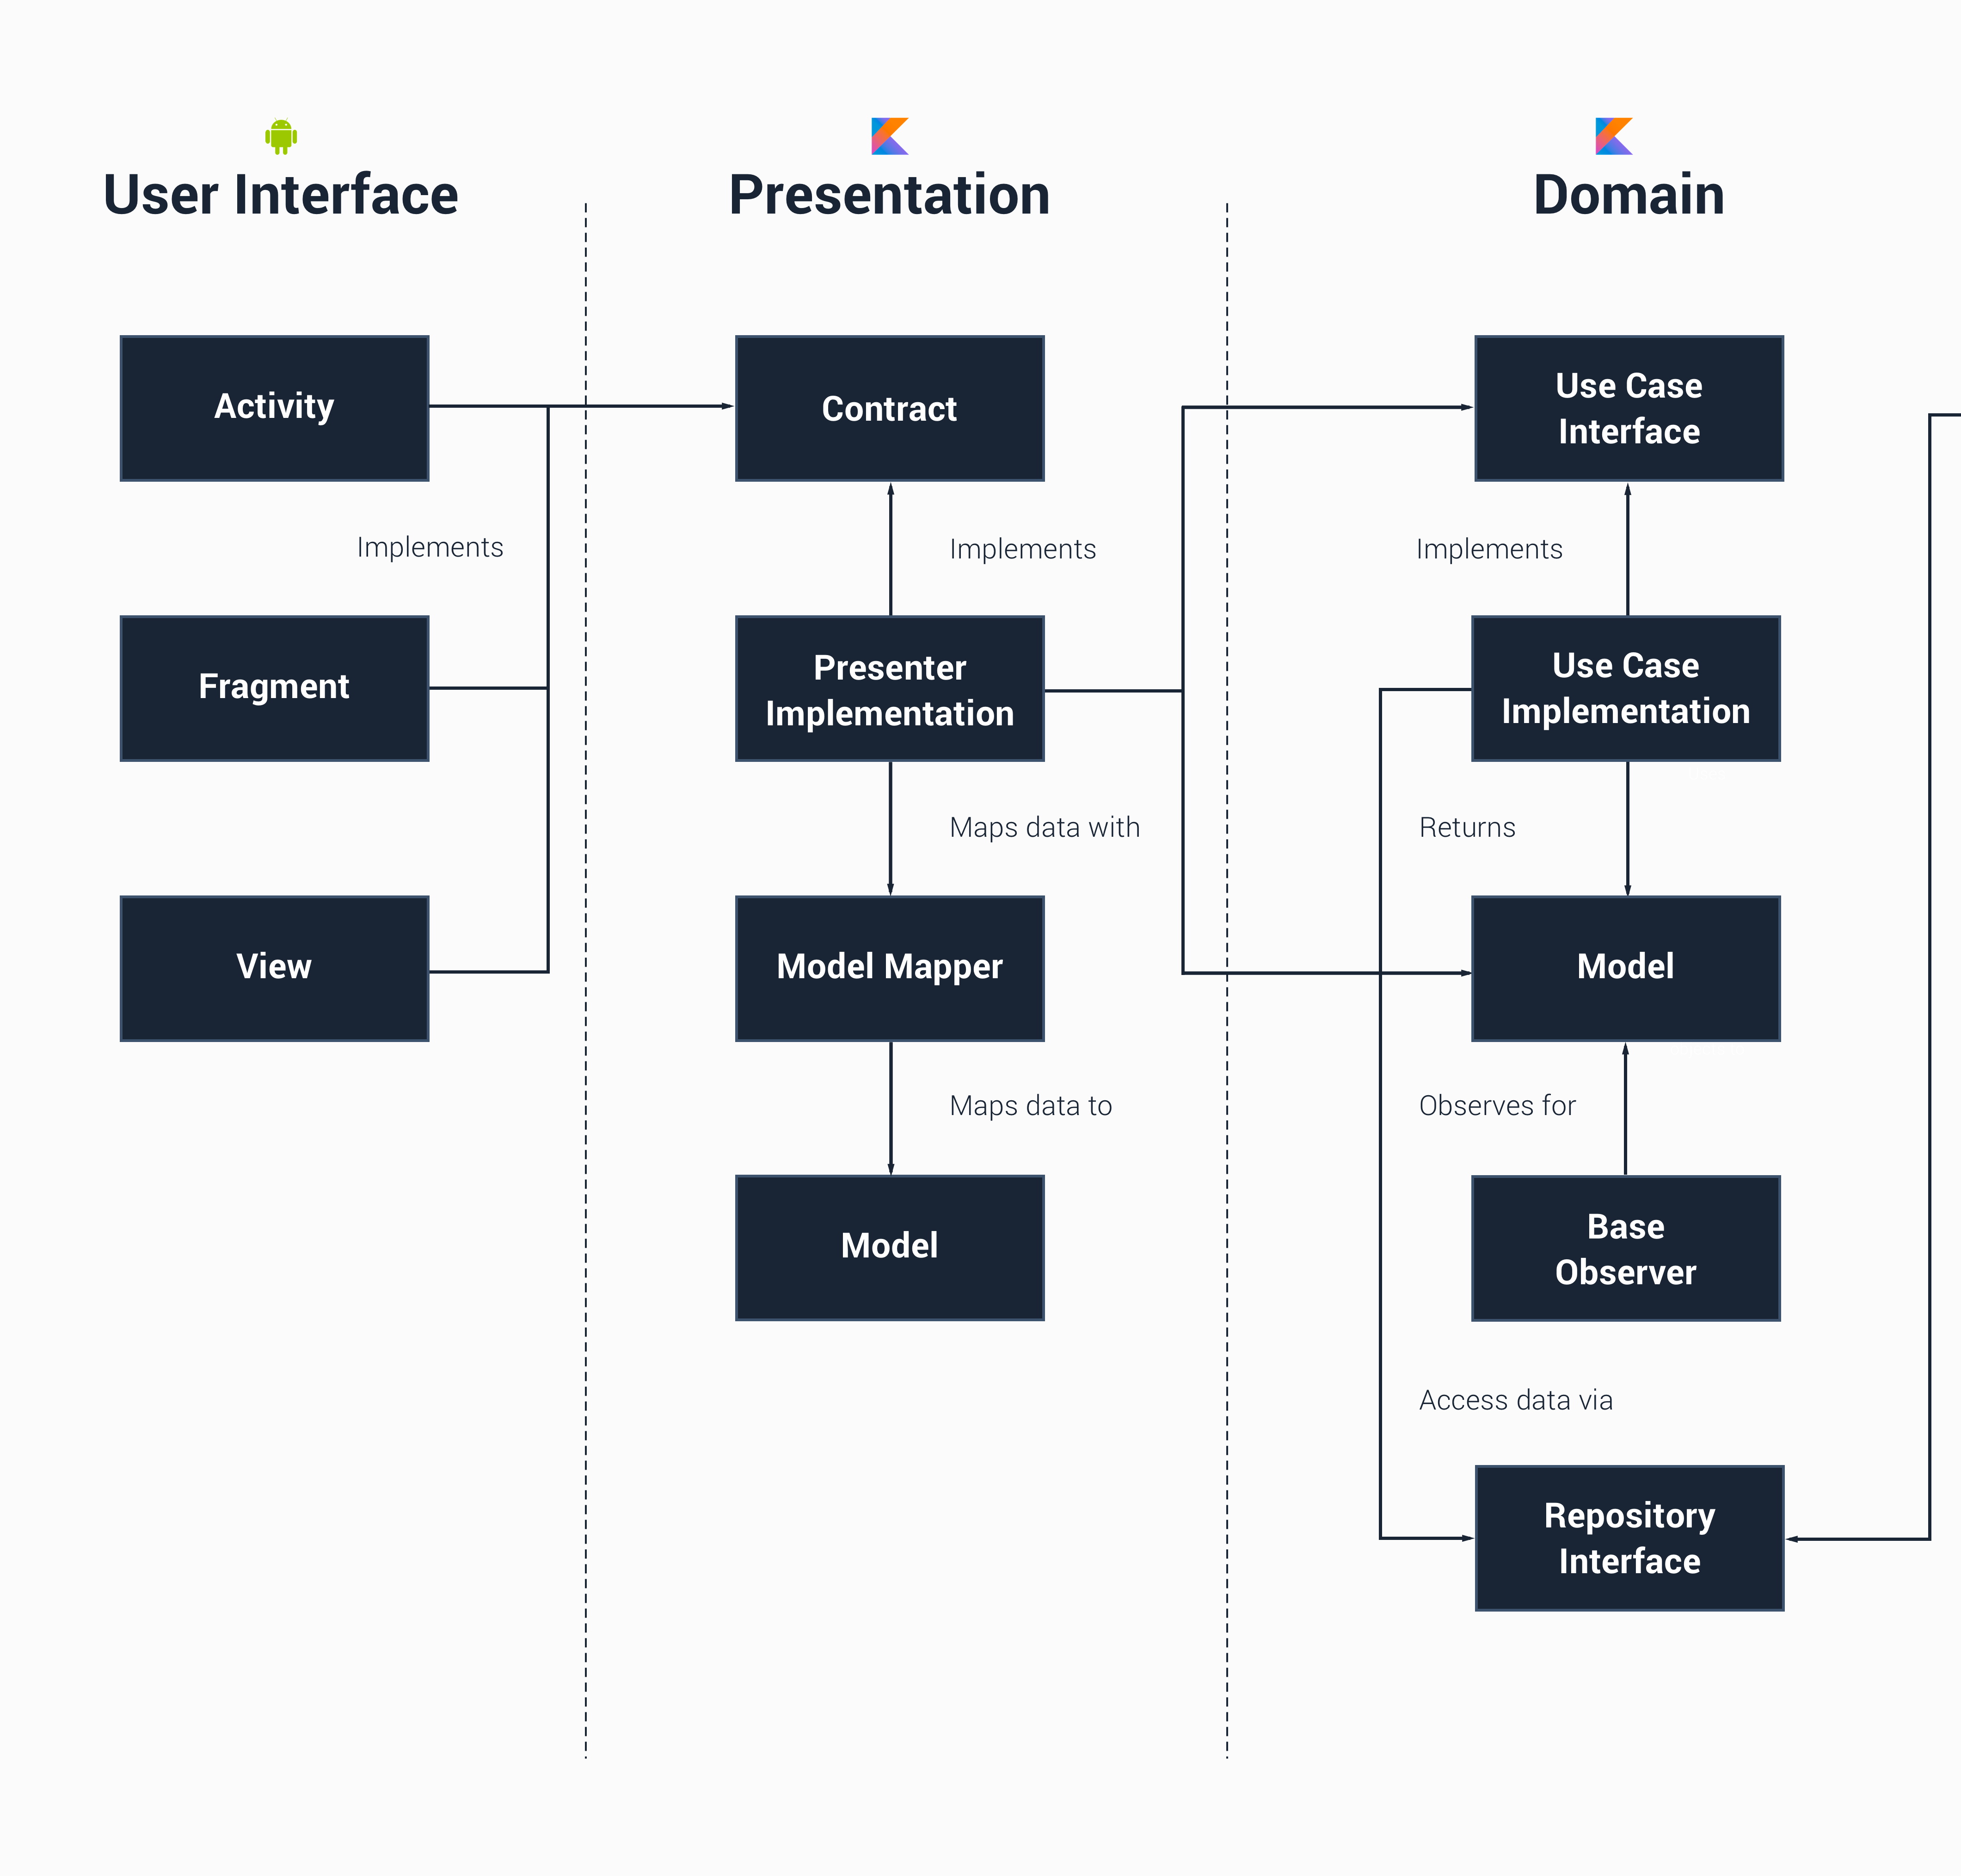 User Interface
Presentation
Domain
Activity
Contract
Use Case
Interface
Implements
Implements
Implements
Fragment
Presenter
Implementation
Use Case
Implementation
Maps data with
Returns
View
Model Mapper
Model
Maps data to
Observes for
Model
Base
Observer
Access data via
Repository
Interface